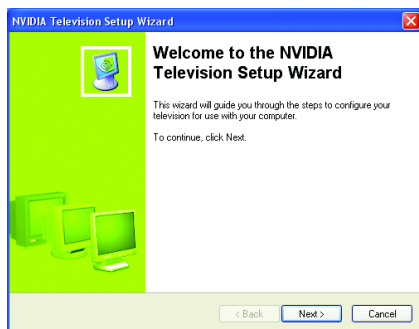 NVIDIA Television Setup Wizard
Welcome to the NVIDIA
Television Setup Wizard
This wizard will guide you through the steps to configure your
television for use with your computer.
To continue, click Next.
< Back
Next >
Cancel